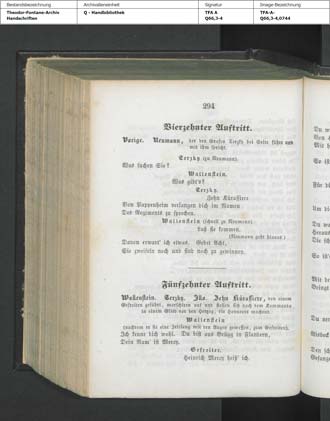 Bestandsbezeichnung
Theodor-Fontane-Archiv
Handschriften
Archivalieneinheit
Q - Handbibliothek
Signatur
TFA A
Q66,3-4
Image-Bezeichnung
TFA-A-
Q66,3-4,0744
294
Vierzehnter Auftritt.
Vorige. Neumann, der den Grafen Terzky bei Seite führt und
mit ihm spricht.
Terzky (zu Neumann).
Was suchen Sie?
Wallenstein.
Was gibt's?
Terzky.
Zehn Kürassiere
Von Pappenheim verlangen dich im Namen
Des Regiments zu sprechen.
Wallenstein (schnell zu Neumann).
Laß sie kommen.
(Neumann geht hinaus.)
Davon erwart' ich etwas. Gebet Acht,
Sie zweifeln noch und sind noch zu gewinnen.
Fünfzehnter Auftritt.
Wallenstein. Terzky. Illo. Zehn Kürassiere, von einem
Gefreiten geführt, marschiren auf und stellen sich nach dem Kommando
in einem Glied vor den Herzog, die Honneurs machend.
Wallenstein
(nachdem er sie eine Zeitlang mit den Augen gemessen, zum Gefreiten).
Ich kenne dich wohl. Du bist aus Brügg in Flandern,
Dein Nam' ist Mercy.
Gefreiter.
Heinrich Mercy heiß' ich.